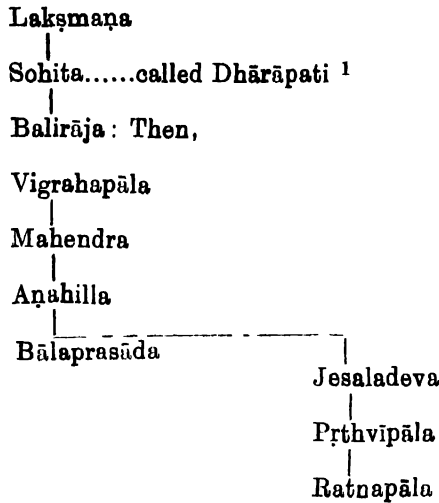 Lakṣmaṇa
Sohita......called Dhārāpati 1
Balirāja : Then,
Vigrahapāla
Mahendra
Aṇahilla
Bālaprasāda
Jesaladeva
Pṛthvīpāla
Ratnapāla